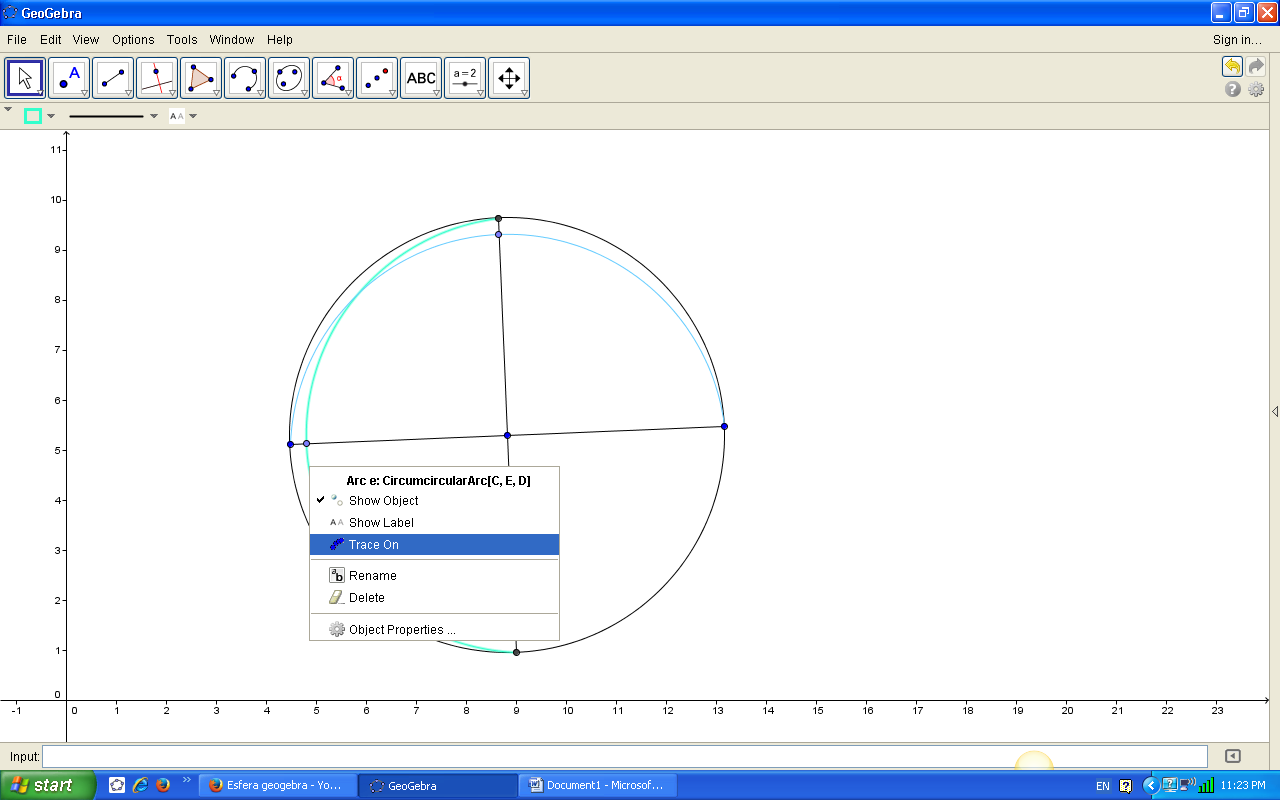 GeoGebra
File Edit View Options Tools Window Help Sign in...
A ABC a=2 α
A A
11
10
9
8
7
6
5
4
3
2
1
0
-1 0 1 2 3 4 5 6 7 8 9 10 11 12 13 14 15 16 17 18 19 20 21 22 23
Arc e: CircumcircularArc[C, E, D]
Show Object
AA Show Label
Trace On
ab Rename
Delete
Object Properties ...
Input:
start Esfera geogebra - Yo... GeoGebra Document1 - Microsof... EN 11:23 PM